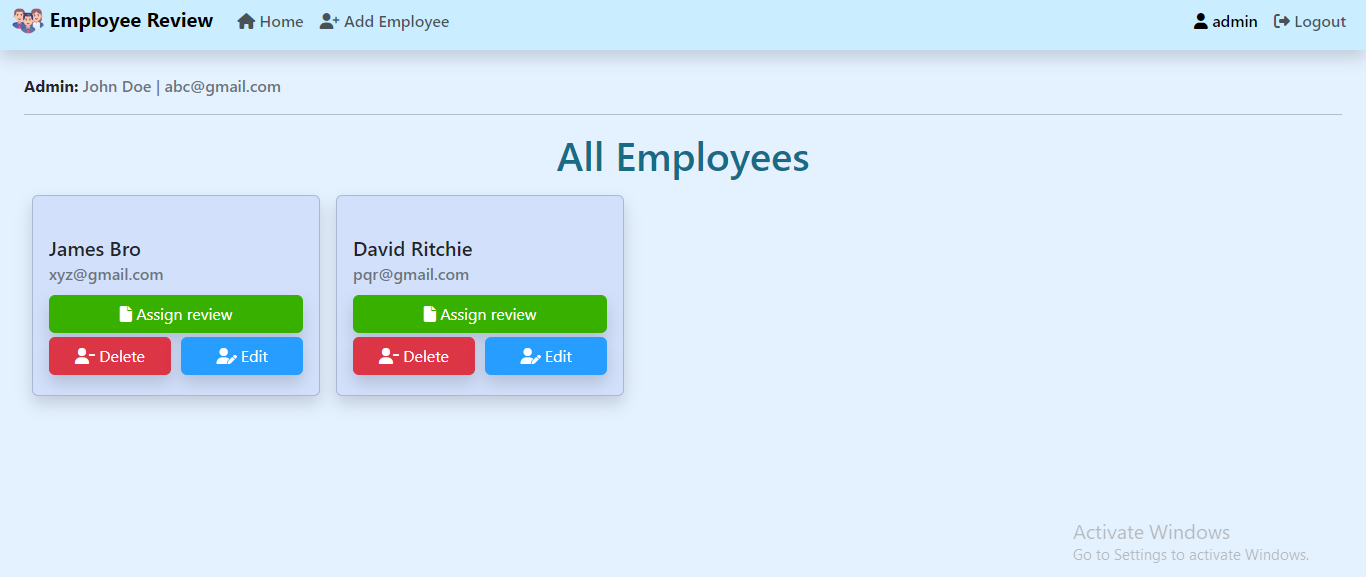 Employee Review Home Add Employee admin Logout
Admin: John Doe | abc@gmail.com
All Employees
James Bro
xyz@gmail.com
Assign review
Delete Edit
David Ritchie
pqr@gmail.com
Assign review
Delete Edit
Activate Windows
Go to Settings to activate Windows.